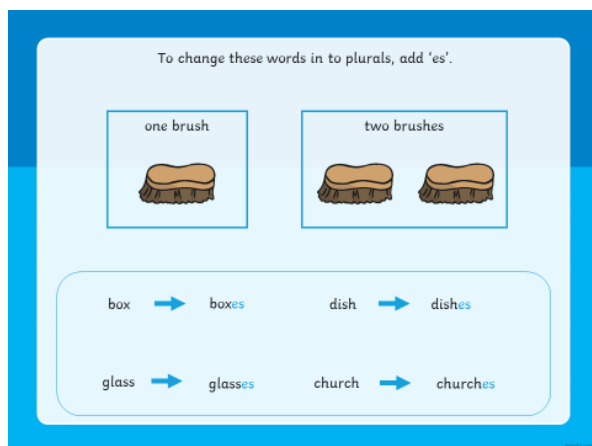 To change these words in to plurals, add ‘es’.
one brush
two brushes
box boxes
dish dishes
glass glasses
church churches